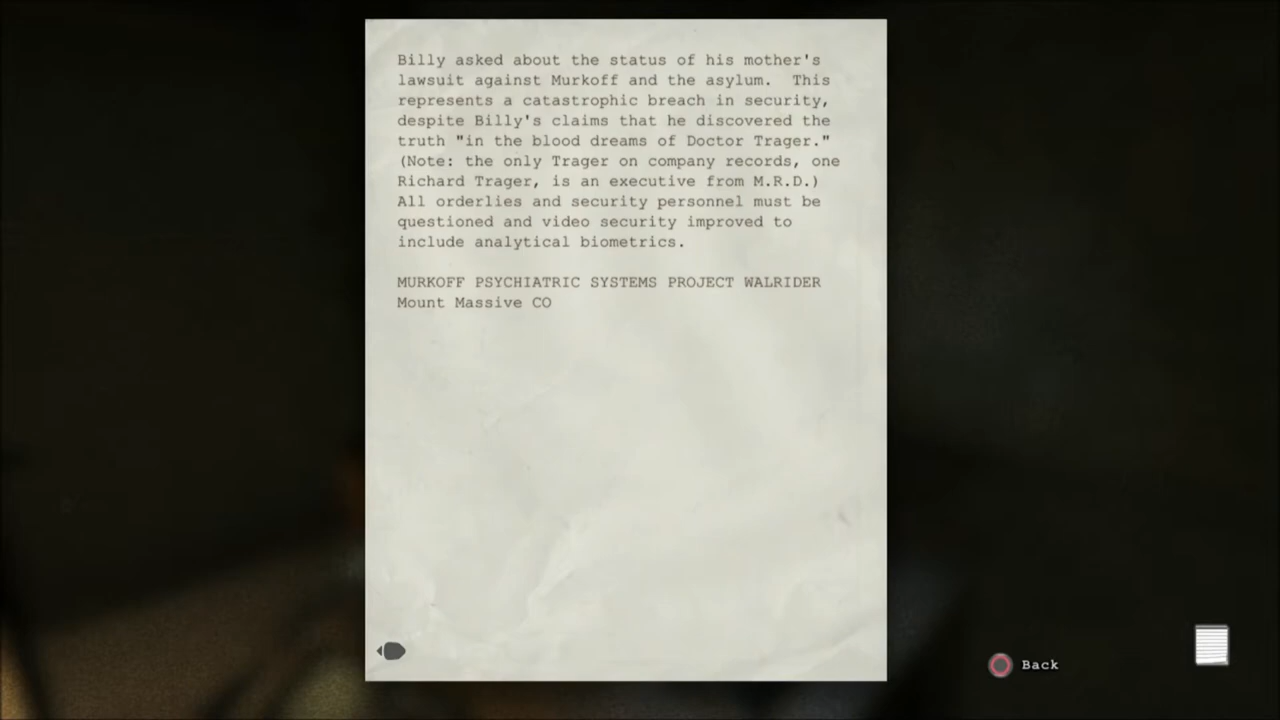 Billy asked about the status of his mother's
lawsuit against Murkoff and the asylum.  This
represents a catastrophic breach in security,
despite Billy's claims that he discovered the
truth "in the blood dreams of Doctor Trager."
(Note: the only Trager on company records, one
Richard Trager, is an executive from M.R.D.)
All orderlies and security personnel must be
questioned and video security improved to
include analytical biometrics.
MURKOFF PSYCHIATRIC SYSTEMS PROJECT WALRIDER
Mount Massive CO
Back